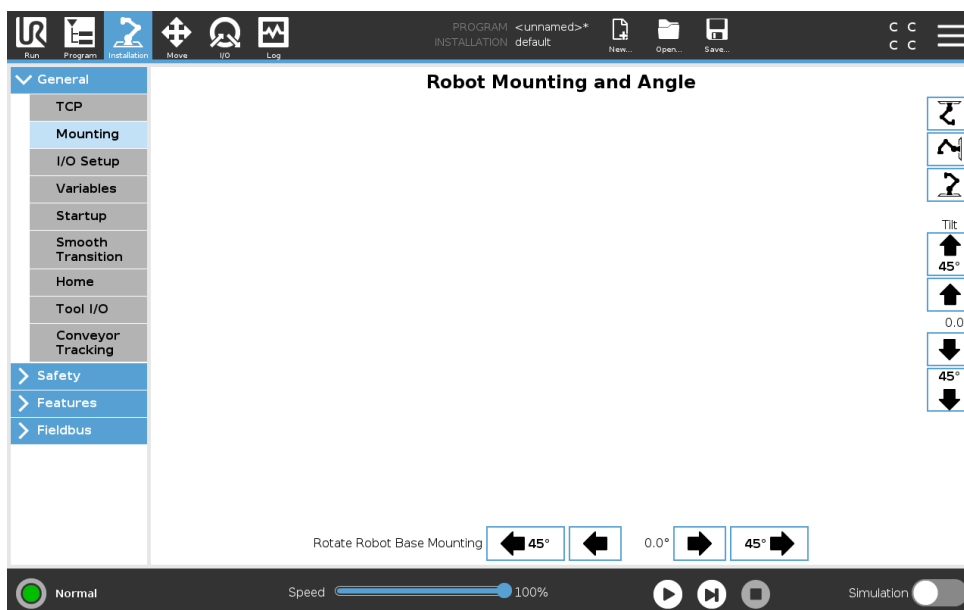 PROGRAM <unnamed>*
INSTALLATION default
UR
Run
Program
Installation
Move
I/O
Log
New...
Open...
Save...
C C
C C
General
TCP
Mounting
I/O Setup
Variables
Startup
Smooth
Transition
Home
Tool I/O
Conveyor
Tracking
Safety
Features
Fieldbus
Robot Mounting and Angle
Tilt
45°
0.0
45°
Rotate Robot Base Mounting
45°
0.0°
45°
Normal
Speed
100%
Simulation